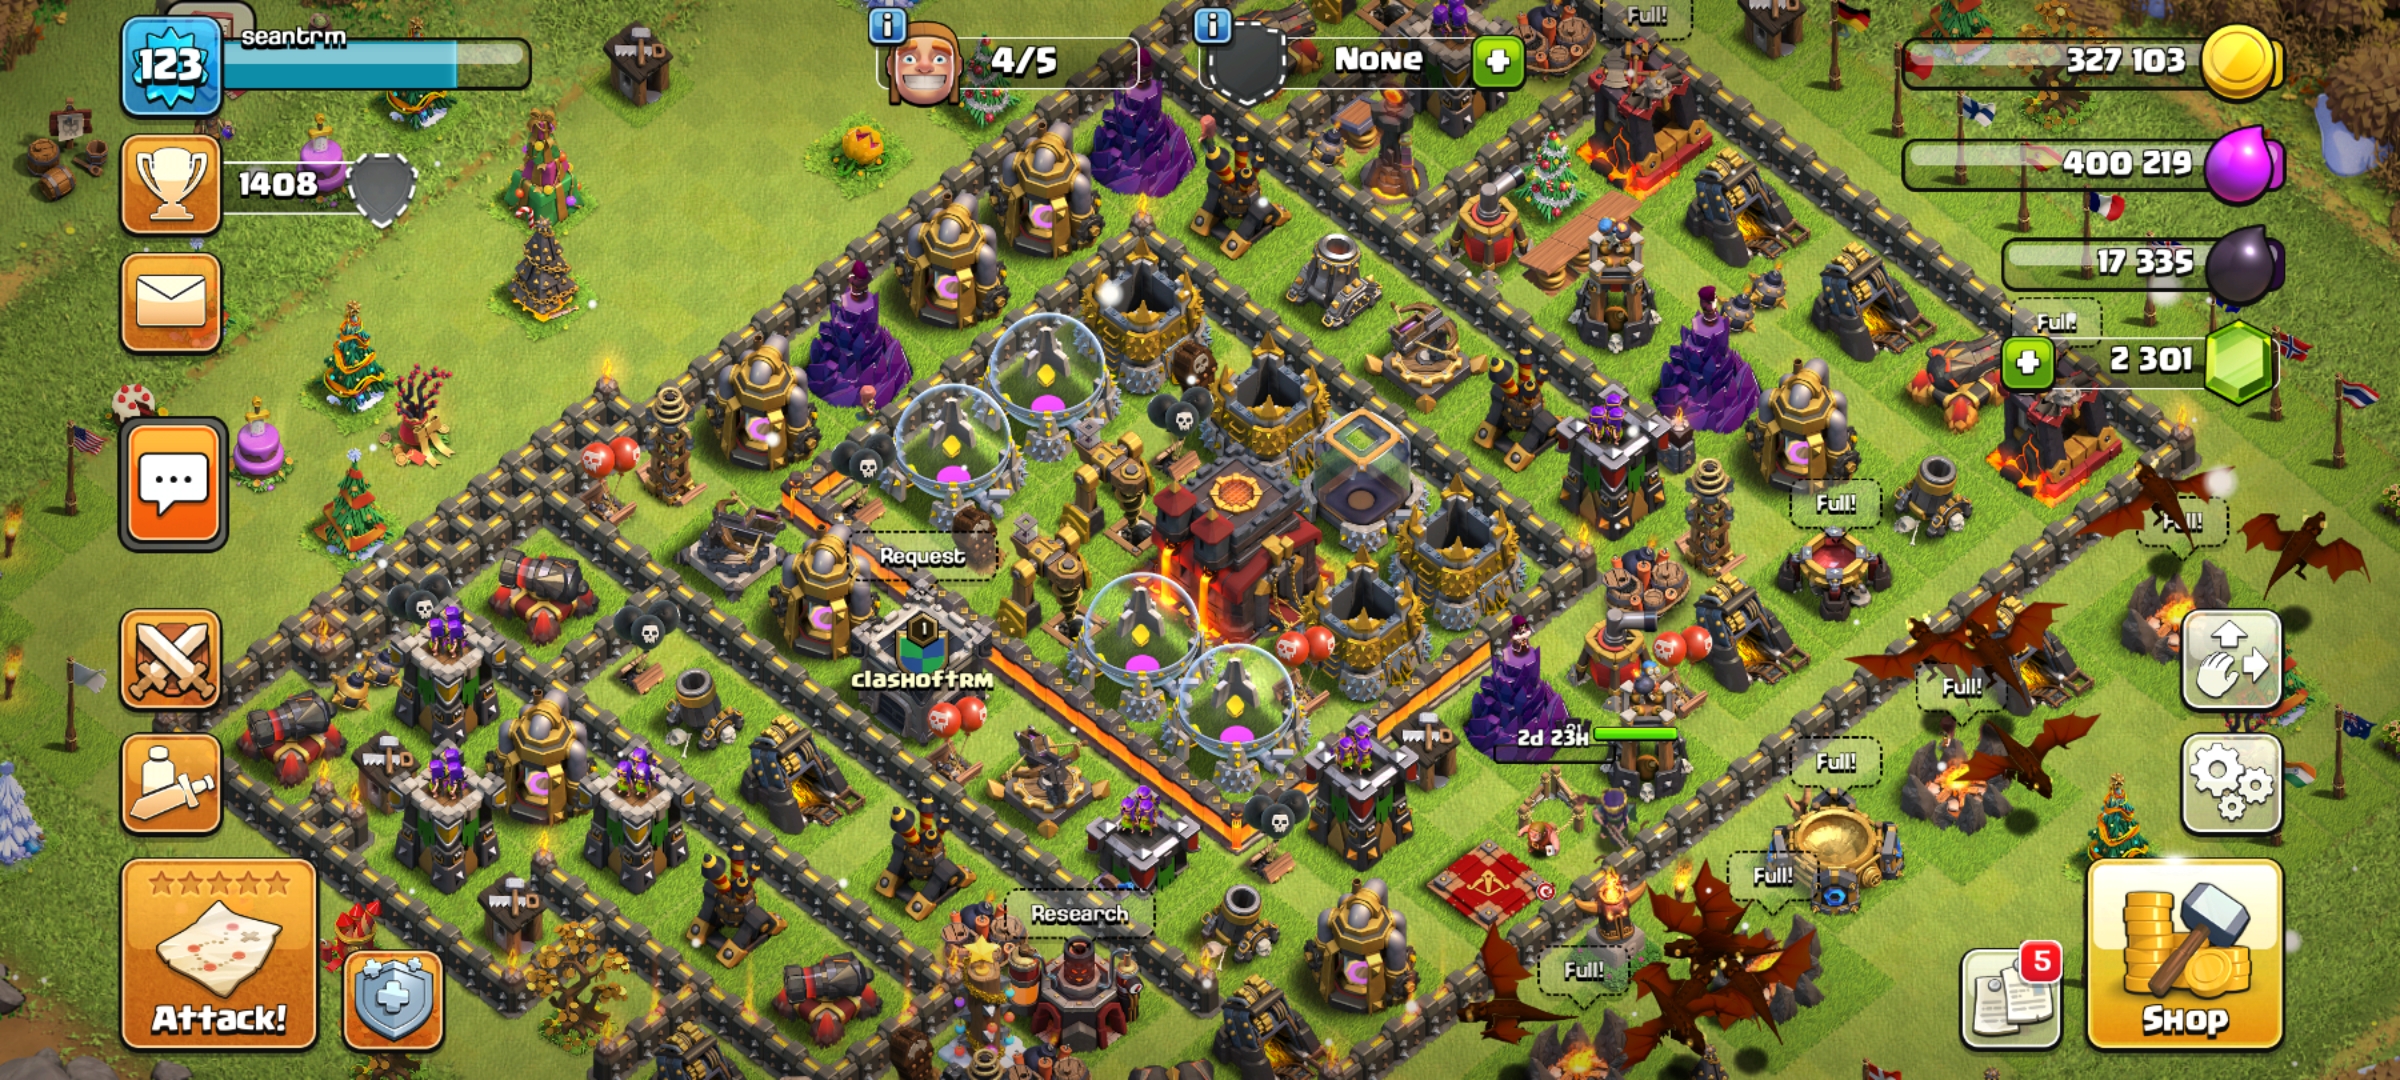 Full!
123
seantrm
4/5
None
327 103
1408
400 219
17 335
Full!
2 301
Full!
Full!
Request
1
clashofTRM
Full!
2d 23H
Full!
Full!
Research
Full!
5
Attack!
Shop